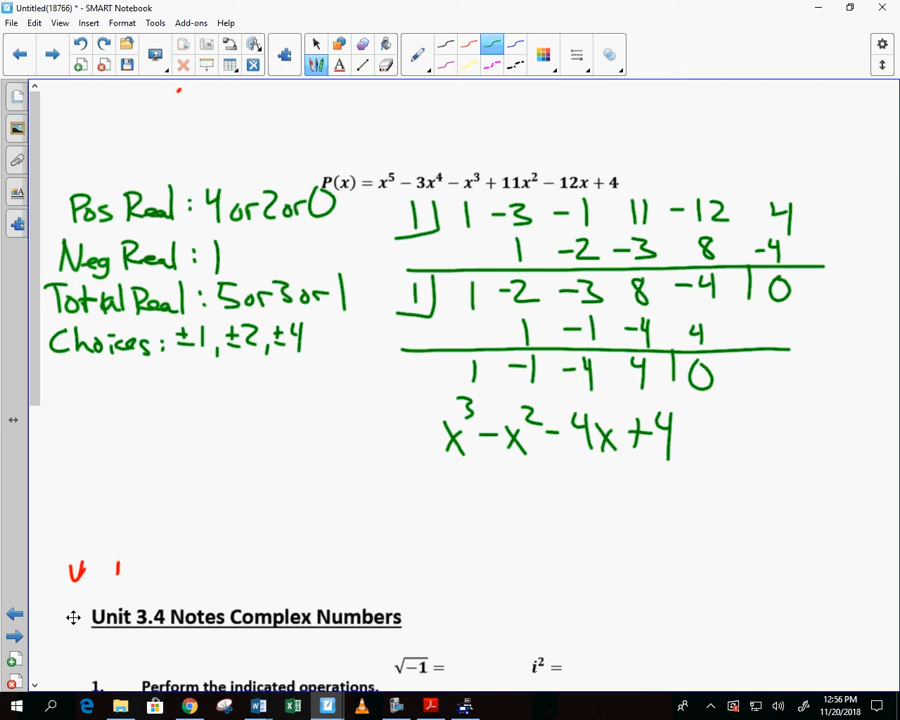 Untitled(18766) * - SMART Notebook
File Edit View Insert Format Tools Add-ons Help
P(x) = x⁵ − 3x⁴ − x³ + 11x² − 12x + 4
Pos Real : 4 or 2 or 0
Neg Real : 1
Total Real : 5 or 3 or 1
Choices : ±1, ±2, ±4
1 1 -3 -1 11 -12 4
1 -2 -3 8 -4
1 1 -2 -3 8 -4 | 0
1 -1 -4 4
1 -1 -4 4 | 0
x³ - x² - 4x + 4
Unit 3.4 Notes Complex Numbers
√−1 = i² =
1. Perform the indicated operations.
12:56 PM
11/20/2018